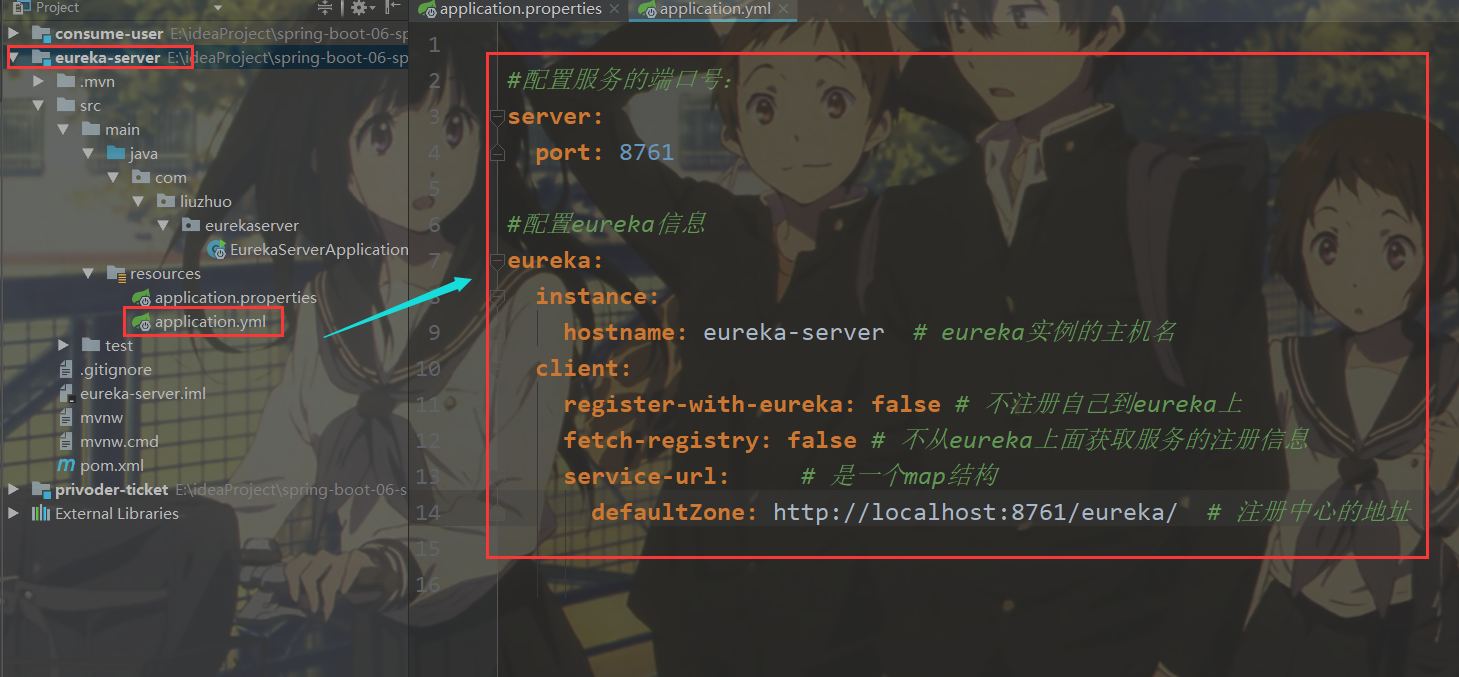 Project
consume-user E:\ideaProject\spring-boot-06-sp
eureka-server E:\ideaProject\spring-boot-06-sp
.mvn
src
main
java
com
liuzhuo
eurekaserver
EurekaServerApplication
resources
application.properties
application.yml
test
.gitignore
eureka-server.iml
mvnw
mvnw.cmd
pom.xml
privoder-ticket E:\ideaProject\spring-boot-06-s
External Libraries
application.properties
application.yml
1
2 #配置服务的端口号:
3 server:
4 port: 8761
5
6 #配置eureka信息
7 eureka:
8 instance:
9 hostname: eureka-server # eureka实例的主机名
10 client:
11 register-with-eureka: false # 不注册自己到eureka上
12 fetch-registry: false # 不从eureka上面获取服务的注册信息
13 service-url: # 是一个map结构
14 defaultZone: http://localhost:8761/eureka/ # 注册中心的地址
15
16